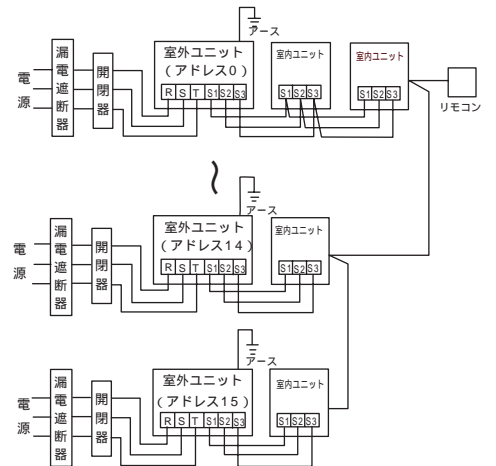 アース
漏電遮断器
開閉器
電源
室外ユニット
(アドレス0)
R S T S1 S2 S3
室内ユニット
S1 S2 S3
室内ユニット
S1 S2 S3
リモコン
アース
漏電遮断器
開閉器
電源
室外ユニット
(アドレス14)
R S T S1 S2 S3
室内ユニット
S1 S2 S3
アース
漏電遮断器
開閉器
電源
室外ユニット
(アドレス15)
R S T S1 S2 S3
室内ユニット
S1 S2 S3